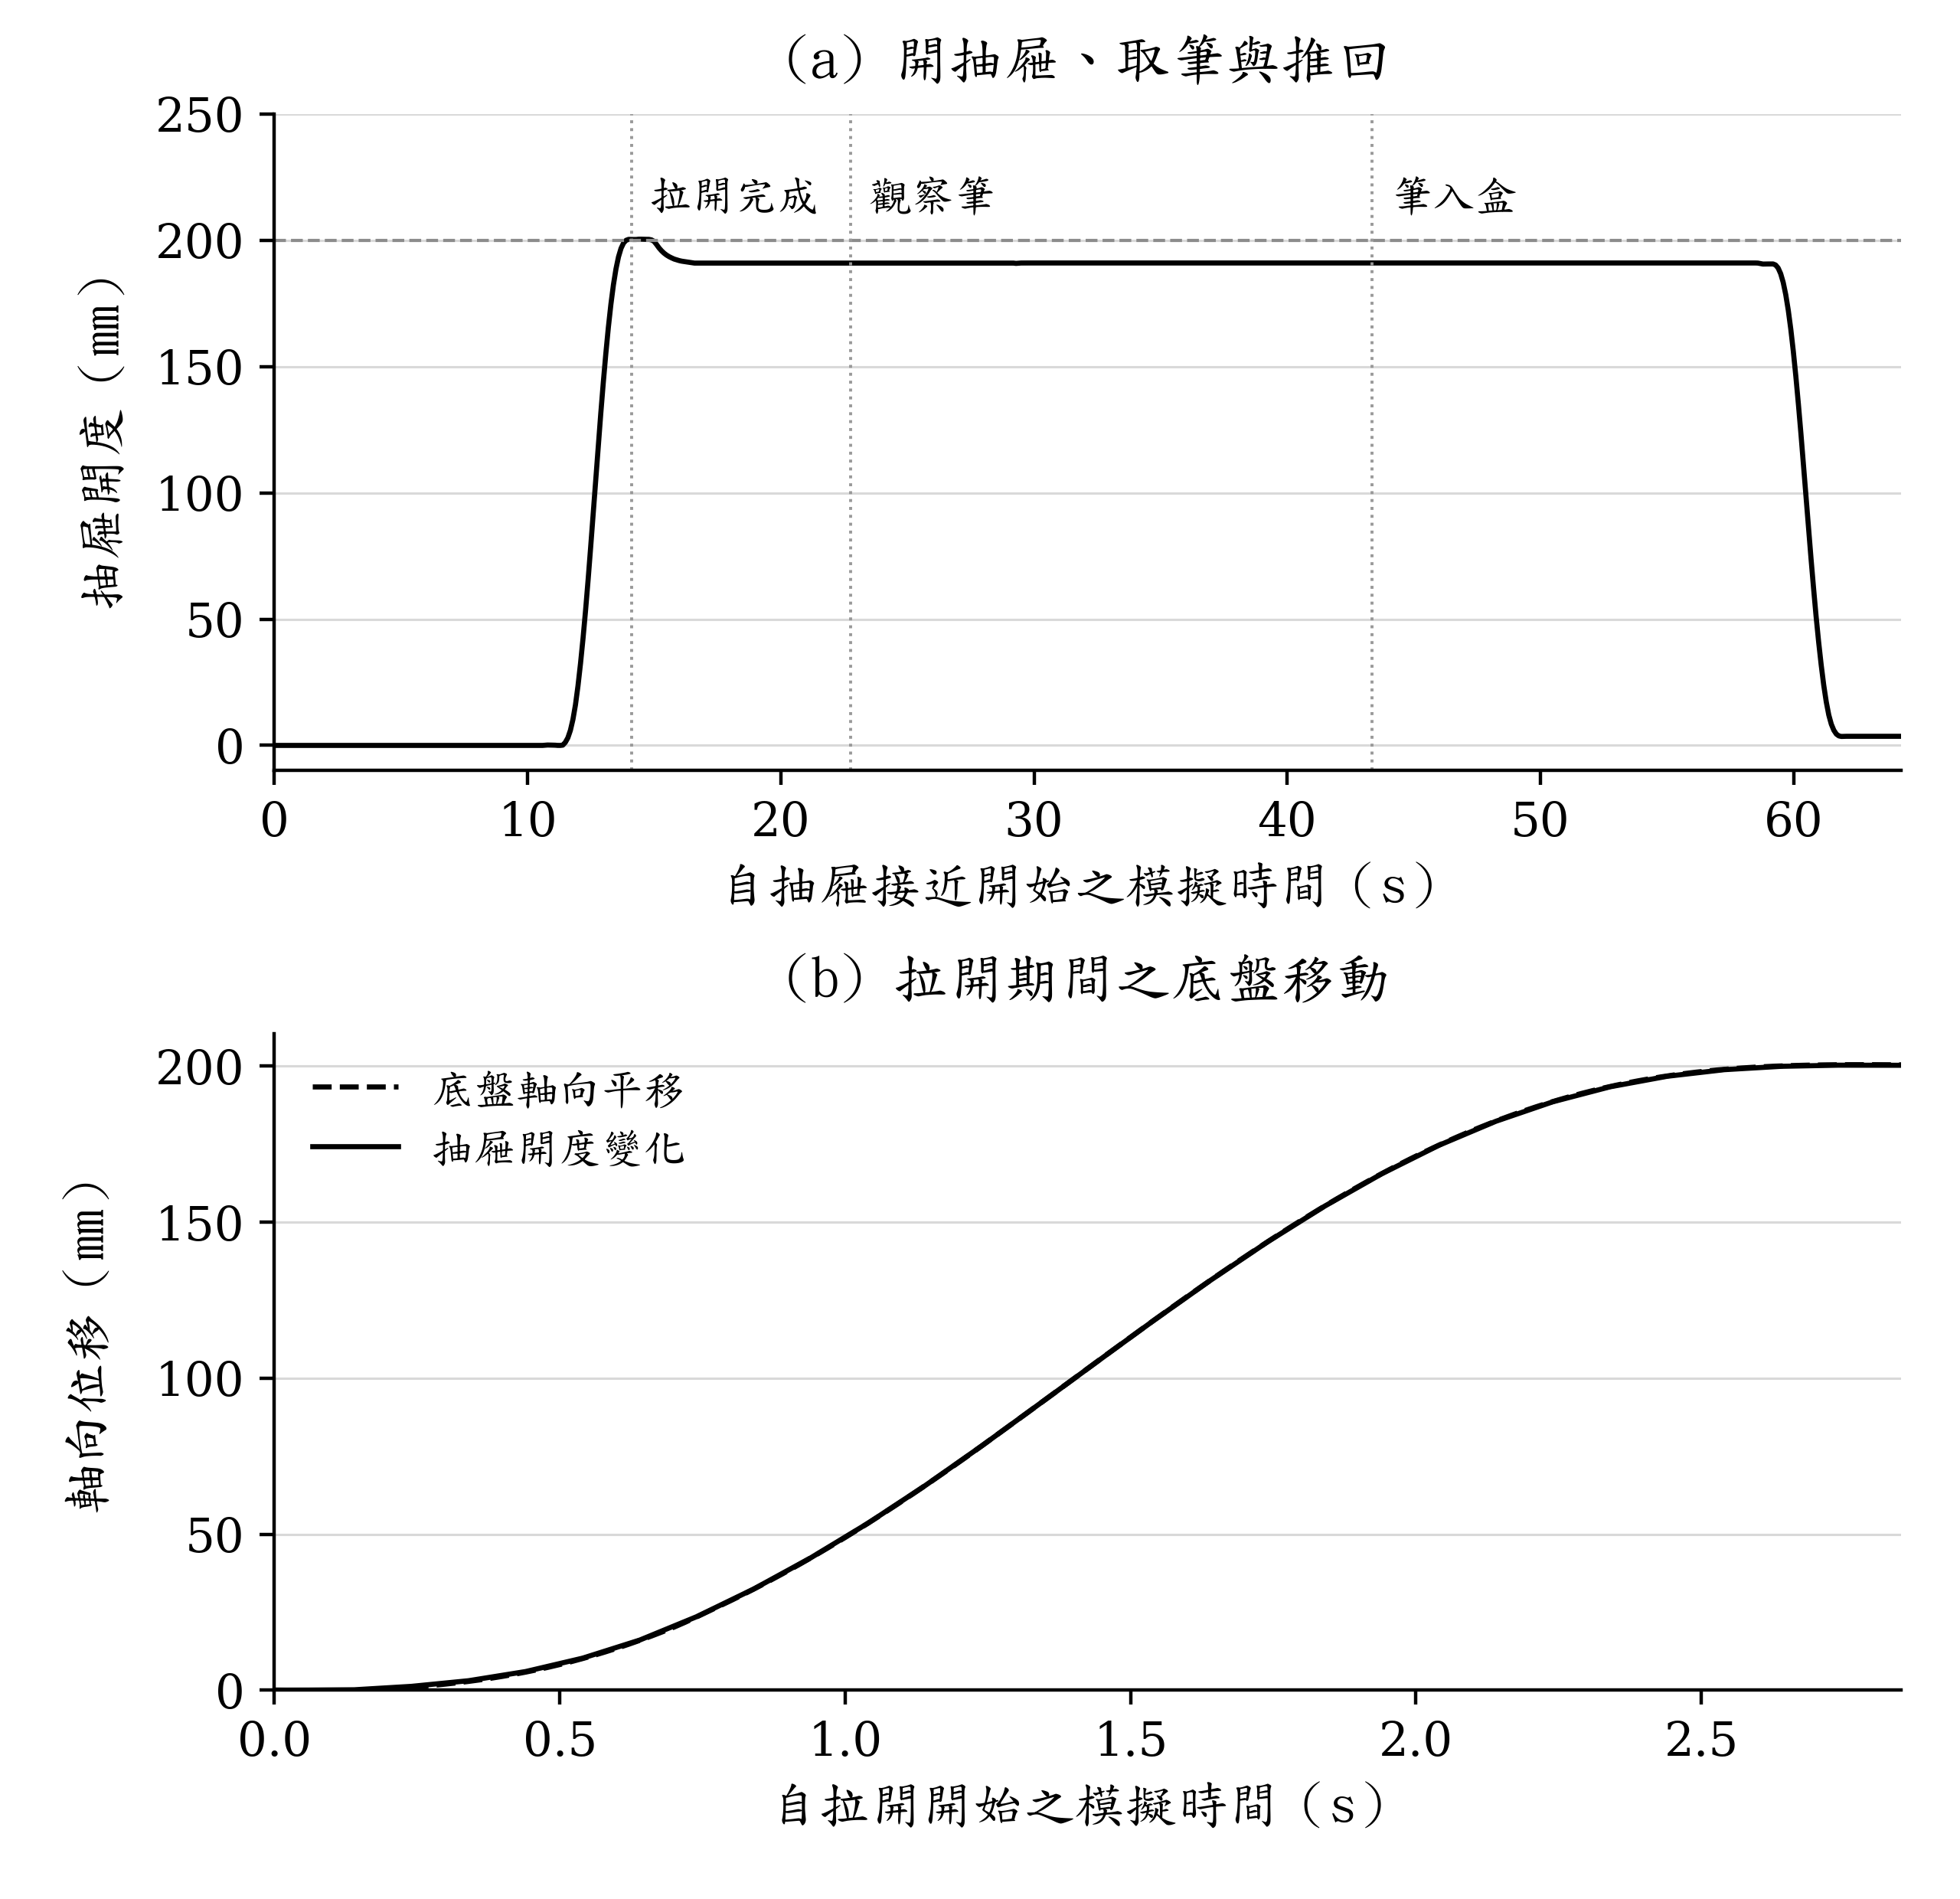 (a) 開抽屜、取筆與推回
250
200
150
100
50
0
抽屜開度 (mm)
拉開完成
觀察筆
筆入盒
0 10 20 30 40 50 60
自抽屜接近開始之模擬時間 (s)
(b) 拉開期間之底盤移動
200
150
100
50
0
軸向位移 (mm)
底盤軸向平移
抽屜開度變化
0.0 0.5 1.0 1.5 2.0 2.5
自拉開開始之模擬時間 (s)